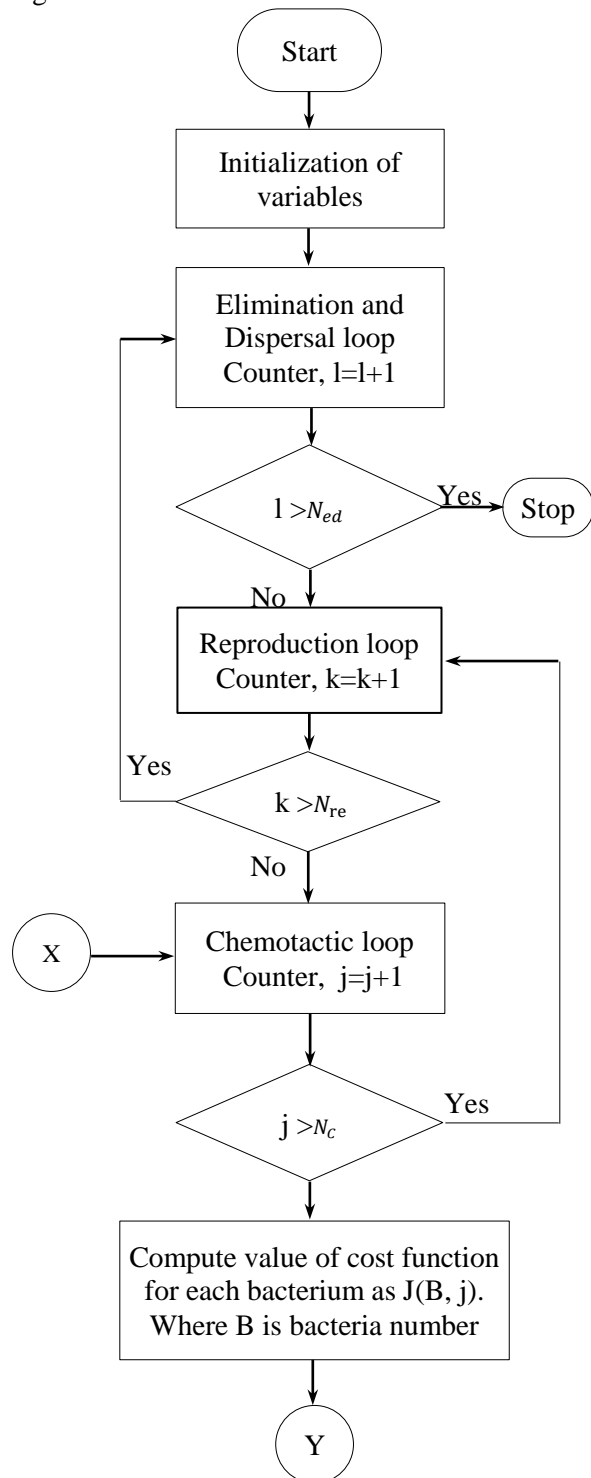 g
Start
Initialization of
variables
Elimination and
Dispersal loop
Counter, l=l+1
l >N_ed
Yes
Stop
No
Reproduction loop
Counter, k=k+1
Yes
k >N_re
No
X
Chemotactic loop
Counter, j=j+1
j >N_c
Yes
Compute value of cost function
for each bacterium as J(B, j).
Where B is bacteria number
Y